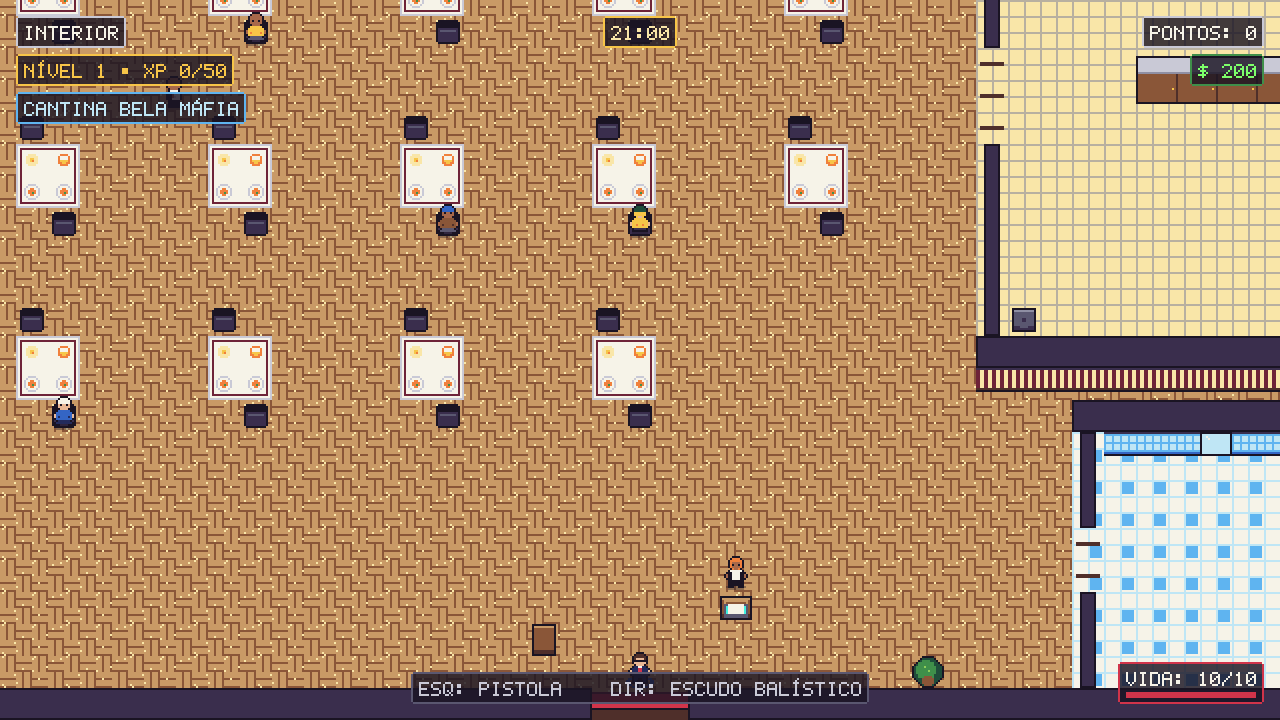 INTERIOR
21:00
PONTOS: 0
NÍVEL 1 ▪ XP 0/50
$ 200
CANTINA BELA MÁFIA
ESQ: PISTOLA DIR: ESCUDO BALÍSTICO
VIDA: 10/10